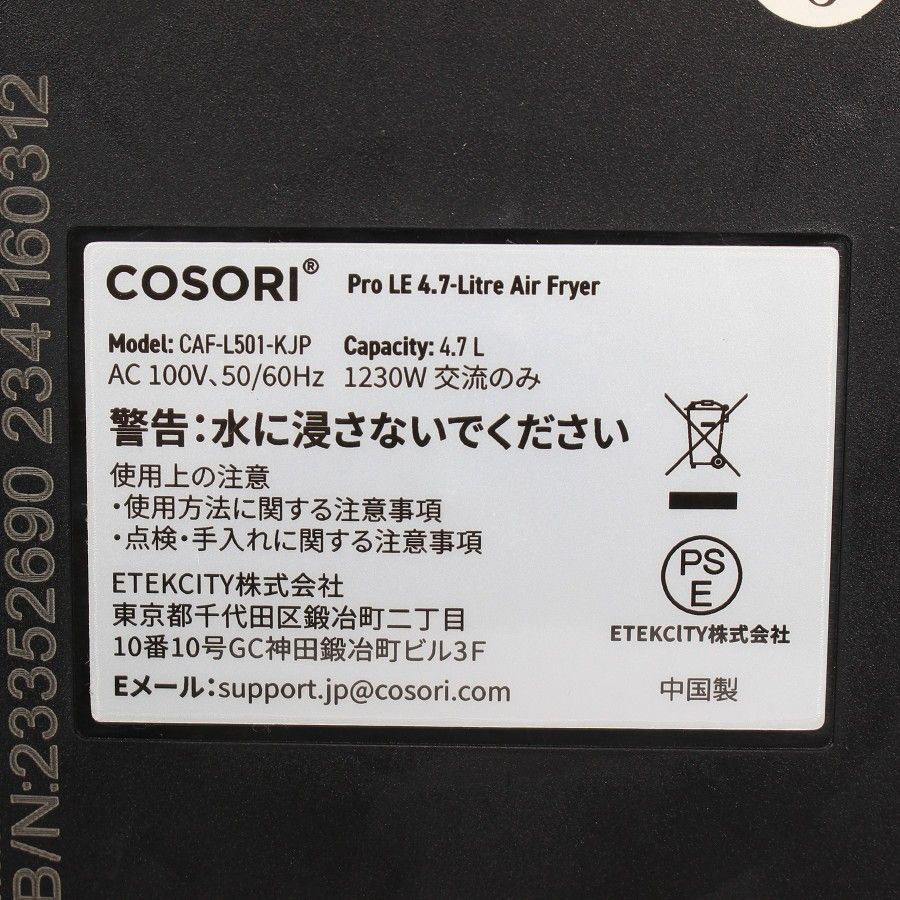 COSORI® Pro LE 4.7-Litre Air Fryer
Model: CAF-L501-KJP Capacity: 4.7 L
AC 100V、50/60Hz 1230W 交流のみ
警告:水に浸さないでください
使用上の注意
・使用方法に関する注意事項
・点検・手入れに関する注意事項
ETEKCITY株式会社
東京都千代田区鍛冶町二丁目
10番10号GC神田鍛冶町ビル3F
Eメール:support.jp@cosori.com
PS
E
ETEKCITY株式会社
中国製
B/N:23352690 2341160312